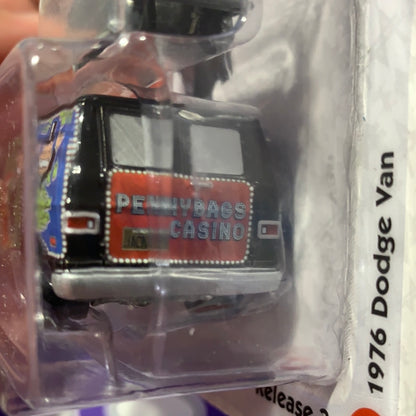 PENNYBAGS
CASINO
1976 Dodge Van
Release